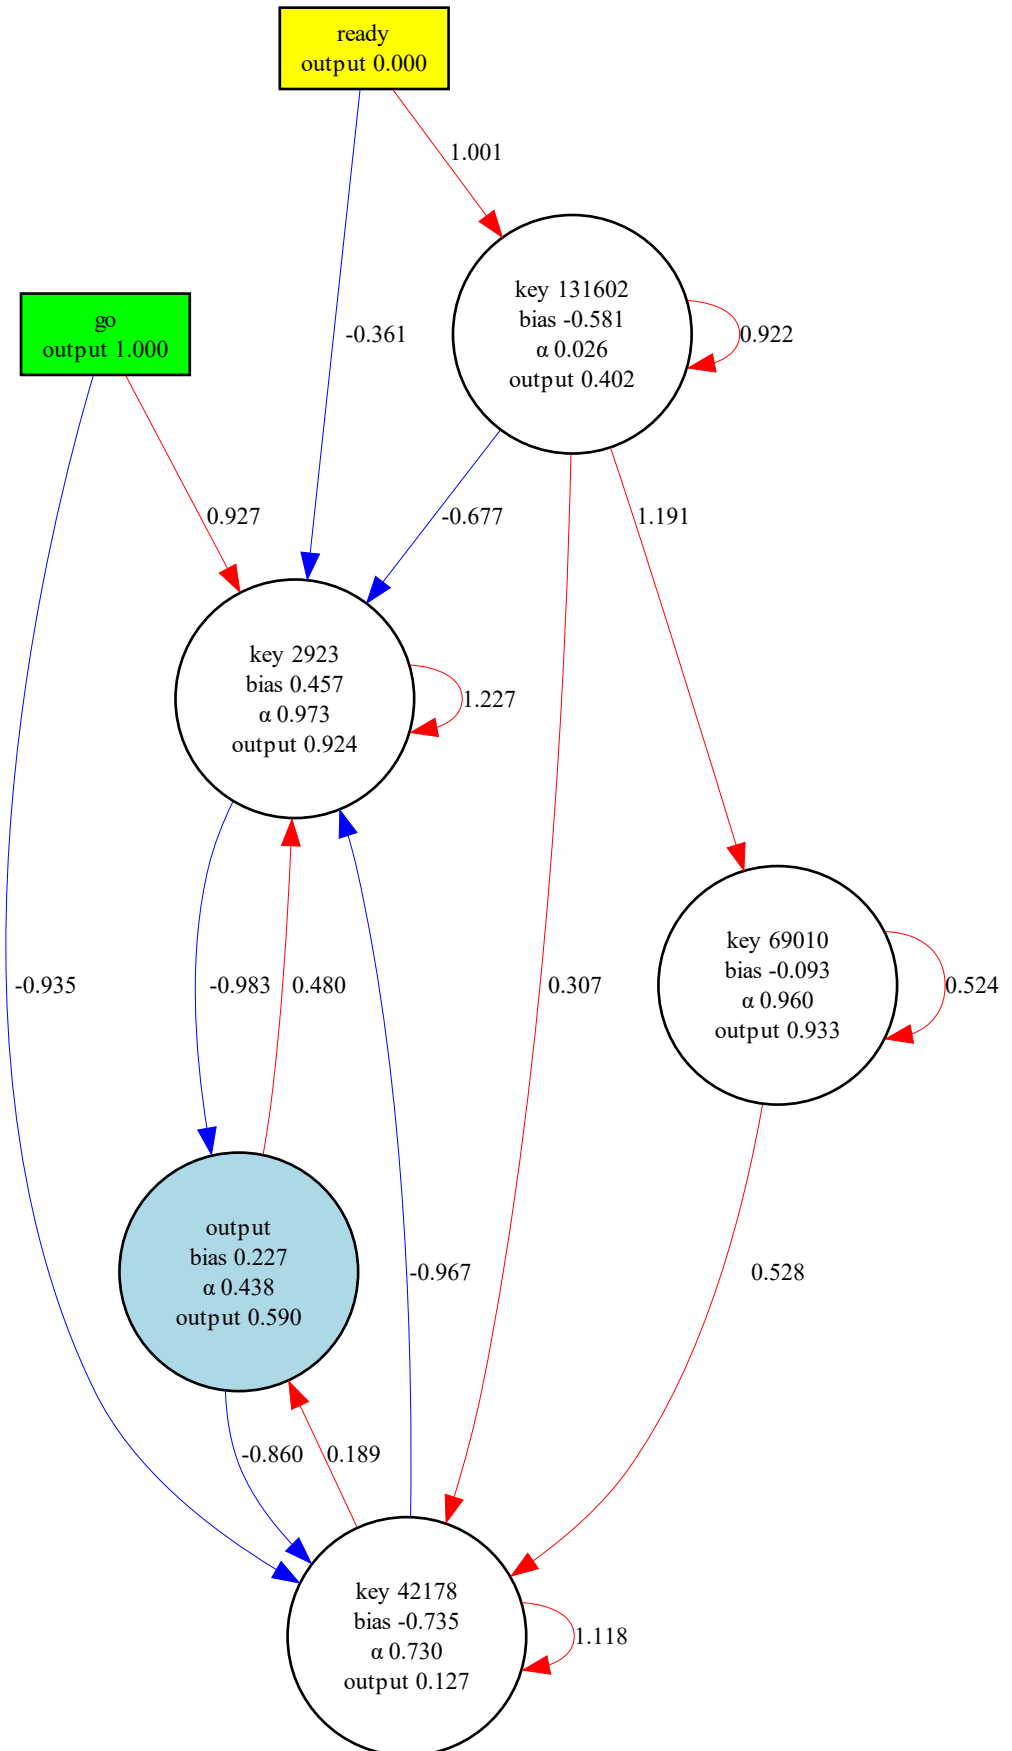 ready
output 0.000
1.001
key 131602
bias -0.581
α 0.026
output 0.402
0.922
-0.361
go
output 1.000
0.927
-0.677
1.191
key 2923
bias 0.457
α 0.973
output 0.924
1.227
key 69010
bias -0.093
α 0.960
output 0.933
0.524
-0.935
-0.983
0.480
0.307
output
bias 0.227
α 0.438
output 0.590
-0.967
0.528
-0.860
0.189
key 42178
bias -0.735
α 0.730
output 0.127
1.118